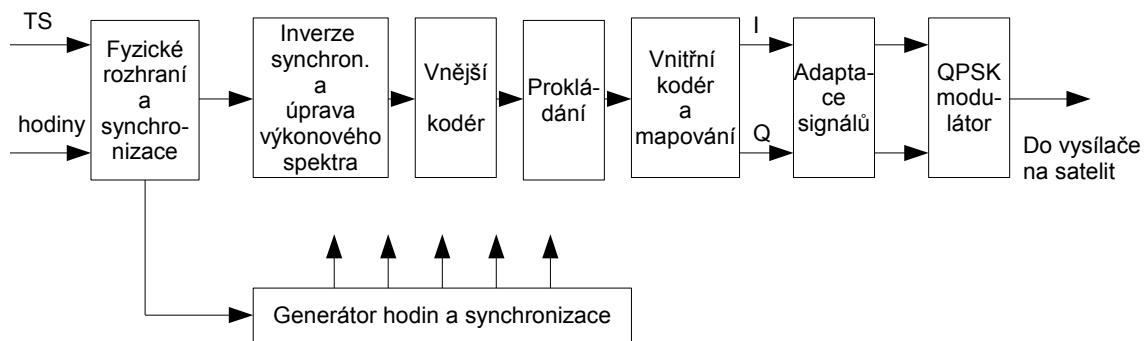 TS
hodiny
Fyzické
rozhraní
a
synchro-
nizace
Inverze
synchron.
a
úprava
výkonového
spektra
Vnější
kodér
Proklá-
dání
Vnitřní
kodér
a
mapování
I
Q
Adapta-
ce
signálů
QPSK
modu-
látor
Do vysílače
na satelit
Generátor hodin a synchronizace